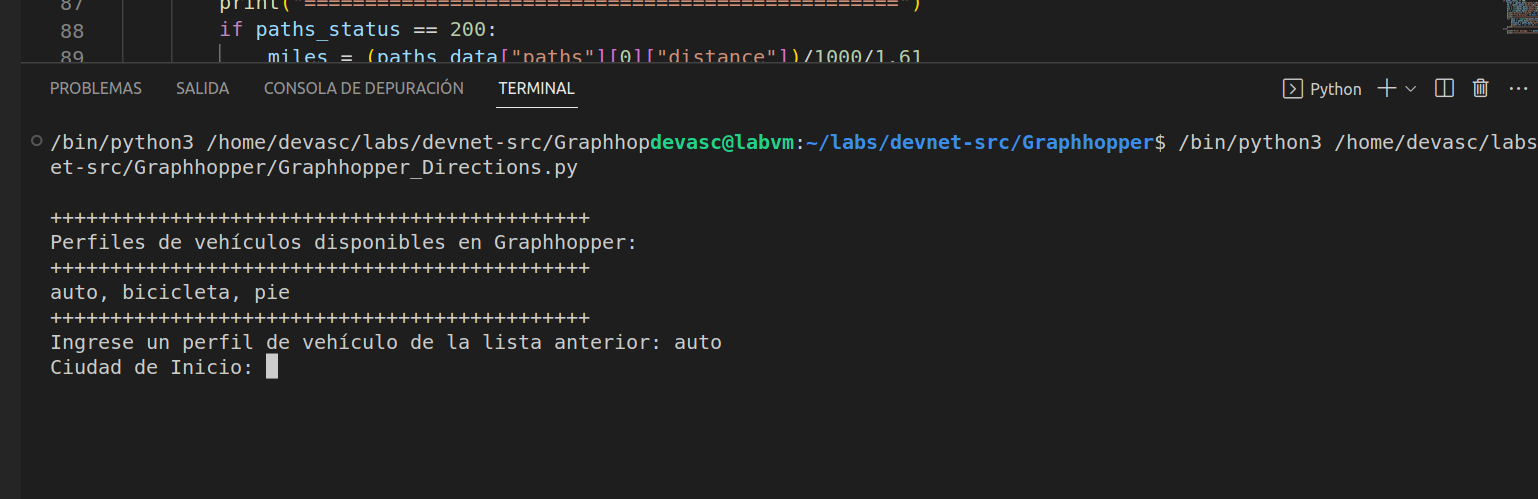 87 print("=================================================")
88 if paths_status == 200:
89 miles = (paths_data["paths"][0]["distance"])/1000/1.61
PROBLEMAS SALIDA CONSOLA DE DEPURACIÓN TERMINAL Python
/bin/python3 /home/devasc/labs/devnet-src/Graphhopdevasc@labvm:~/labs/devnet-src/Graphhopper$ /bin/python3 /home/devasc/labs
et-src/Graphhopper/Graphhopper_Directions.py
+++++++++++++++++++++++++++++++++++++++++++++
Perfiles de vehículos disponibles en Graphhopper:
+++++++++++++++++++++++++++++++++++++++++++++
auto, bicicleta, pie
+++++++++++++++++++++++++++++++++++++++++++++
Ingrese un perfil de vehículo de la lista anterior: auto
Ciudad de Inicio: